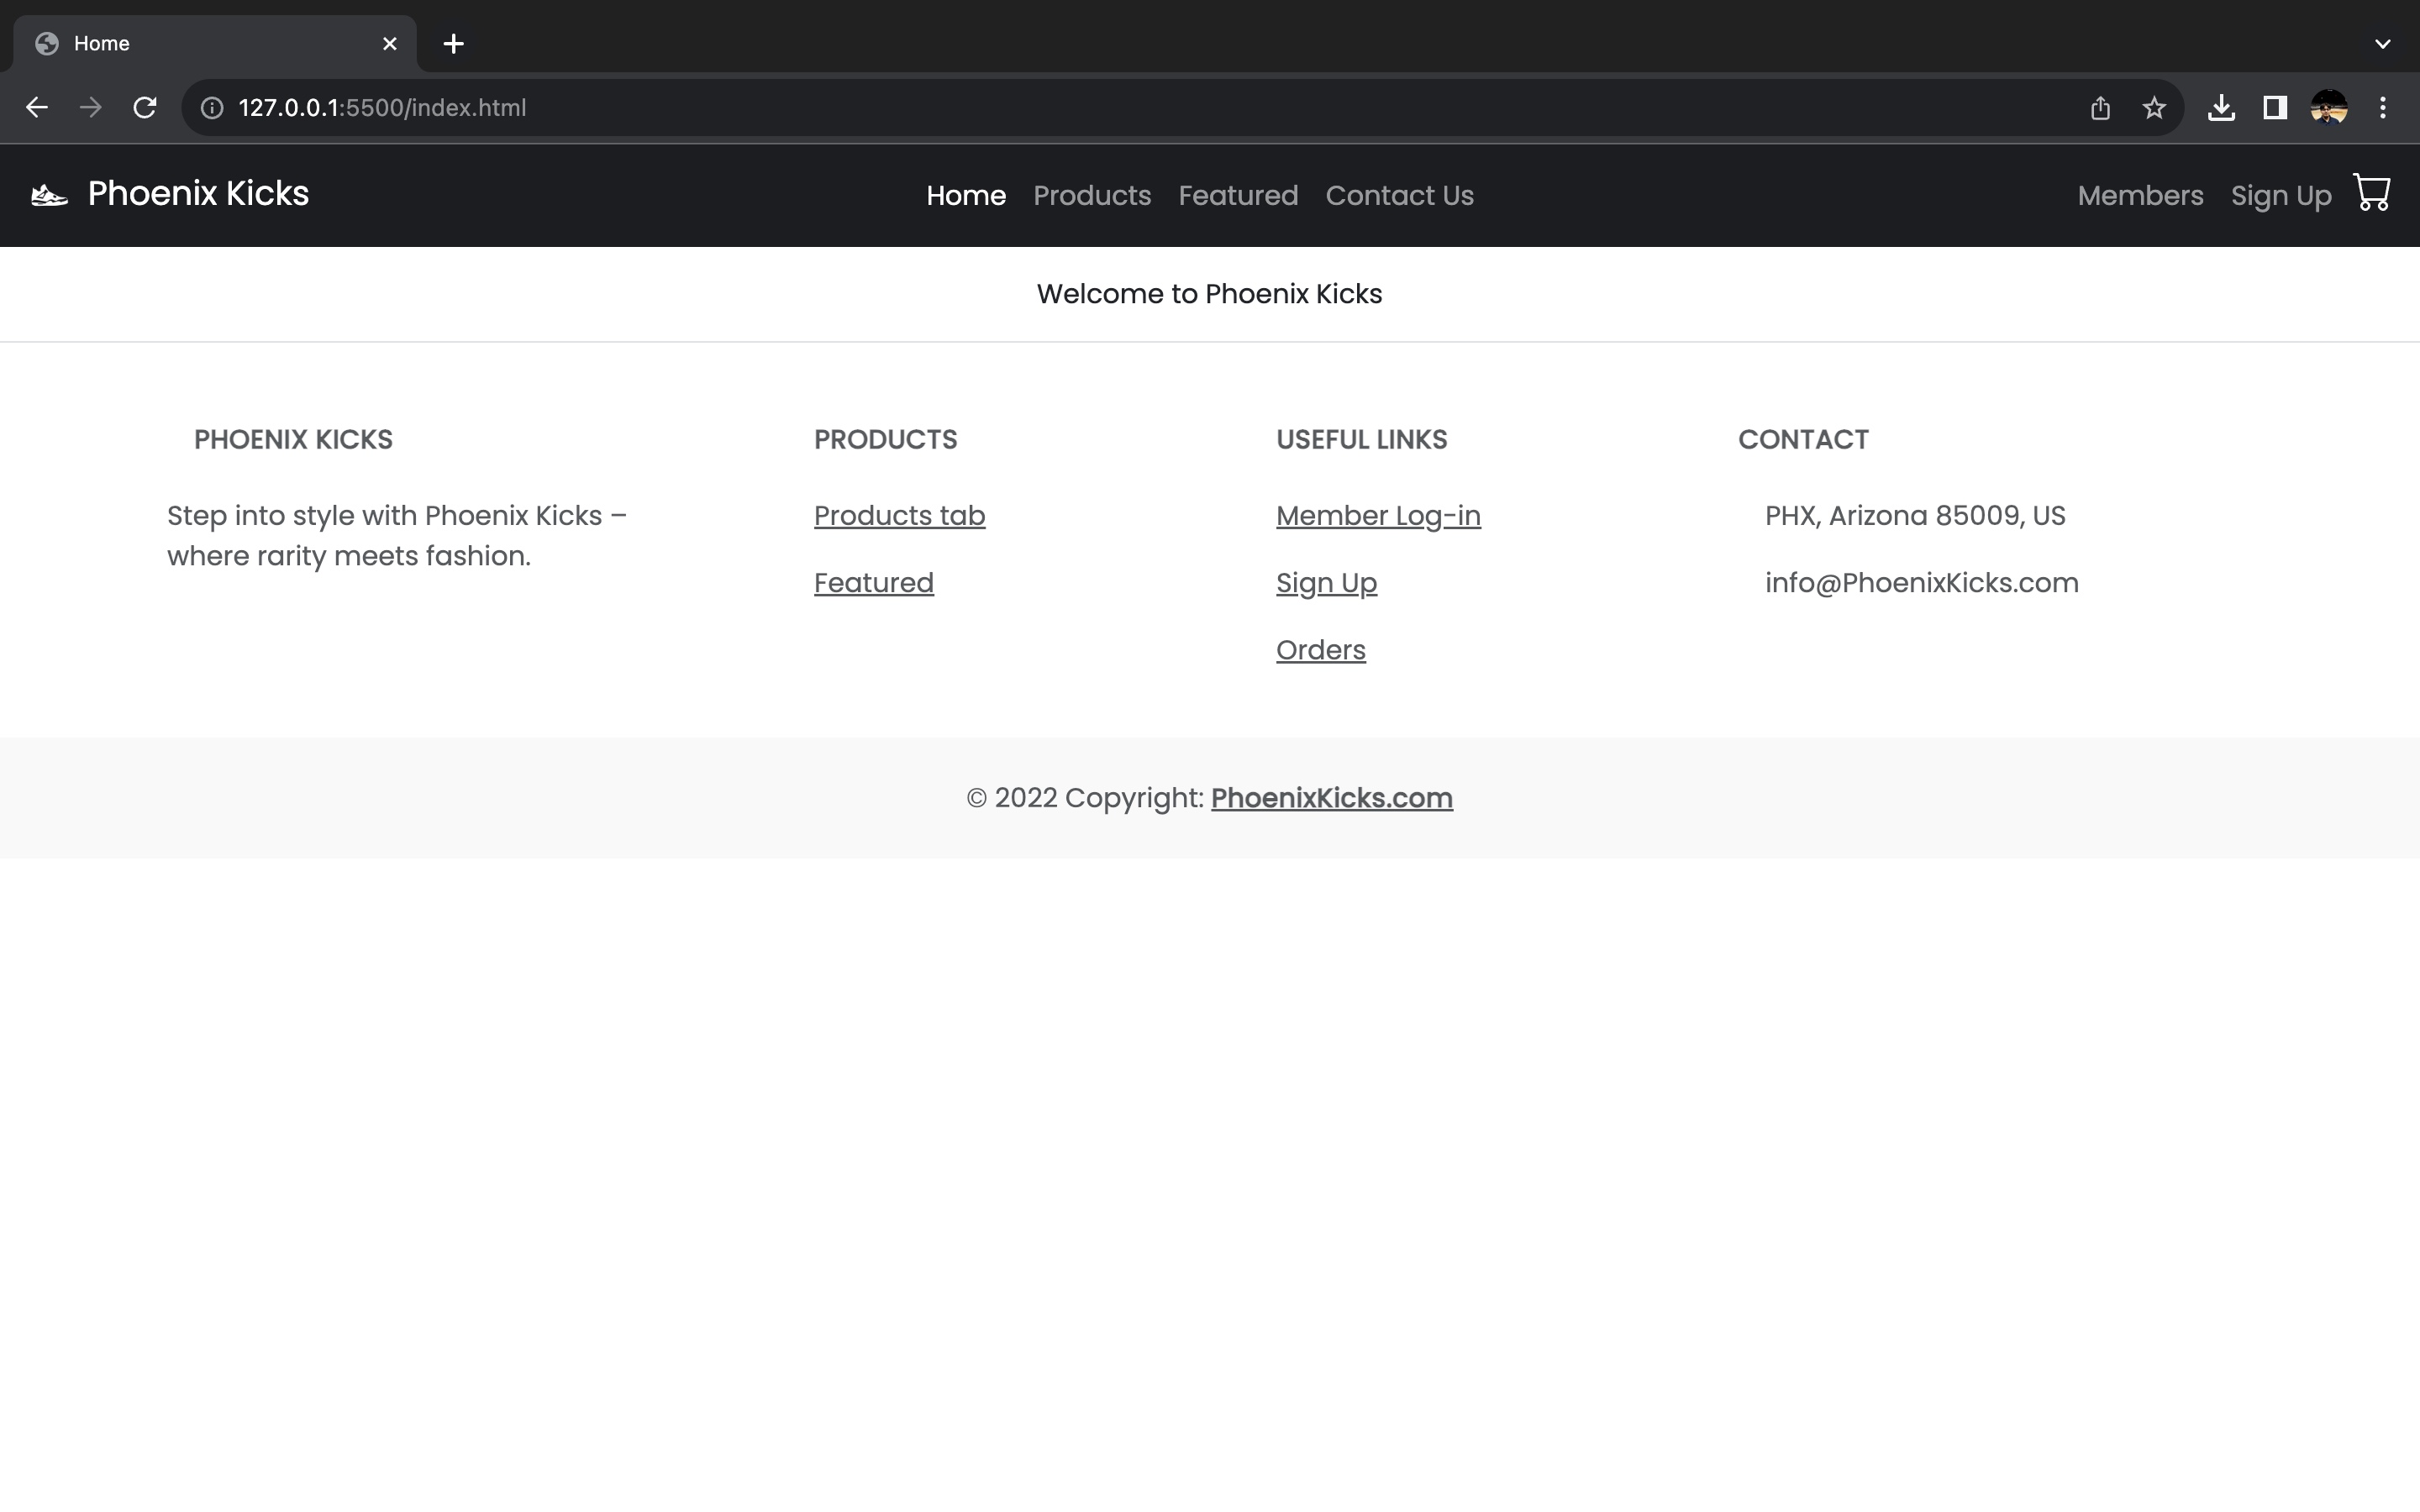 Home
127.0.0.1:5500/index.html
Phoenix Kicks Home Products Featured Contact Us Members Sign Up
Welcome to Phoenix Kicks
PHOENIX KICKS
Step into style with Phoenix Kicks –
where rarity meets fashion.
PRODUCTS
Products tab
Featured
USEFUL LINKS
Member Log-in
Sign Up
Orders
CONTACT
PHX, Arizona 85009, US
info@PhoenixKicks.com
© 2022 Copyright: PhoenixKicks.com